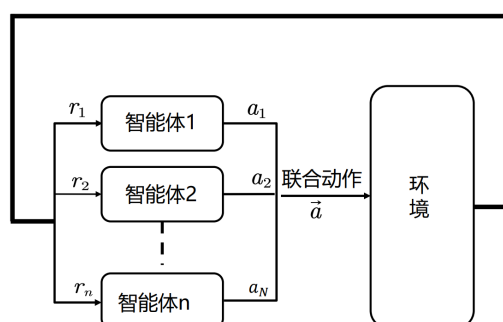 r₁ 智能体1 a₁
r₂ 智能体2 a₂
联合动作
a⃗
环
境
rₙ 智能体n a_N